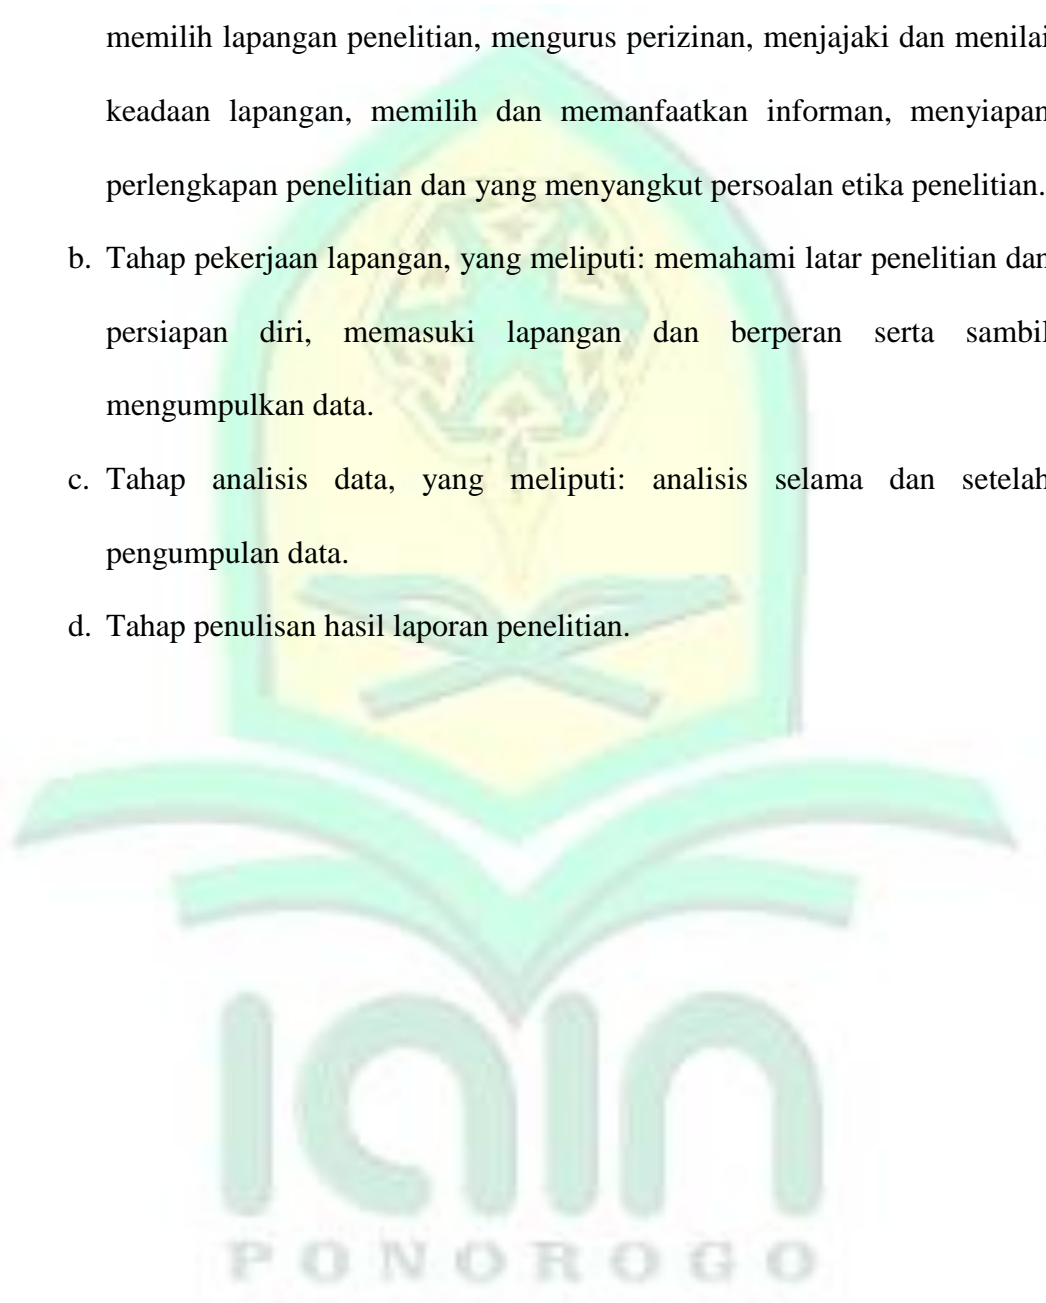 memilih lapangan penelitian, mengurus perizinan, menjajaki dan menilai
keadaan lapangan, memilih dan memanfaatkan informan, menyiapan
perlengkapan penelitian dan yang menyangkut persoalan etika penelitian.
b. Tahap pekerjaan lapangan, yang meliputi: memahami latar penelitian dan
persiapan diri, memasuki lapangan dan berperan serta sambil
mengumpulkan data.
c. Tahap analisis data, yang meliputi: analisis selama dan setelah
pengumpulan data.
d. Tahap penulisan hasil laporan penelitian.
iain
PONOROGO